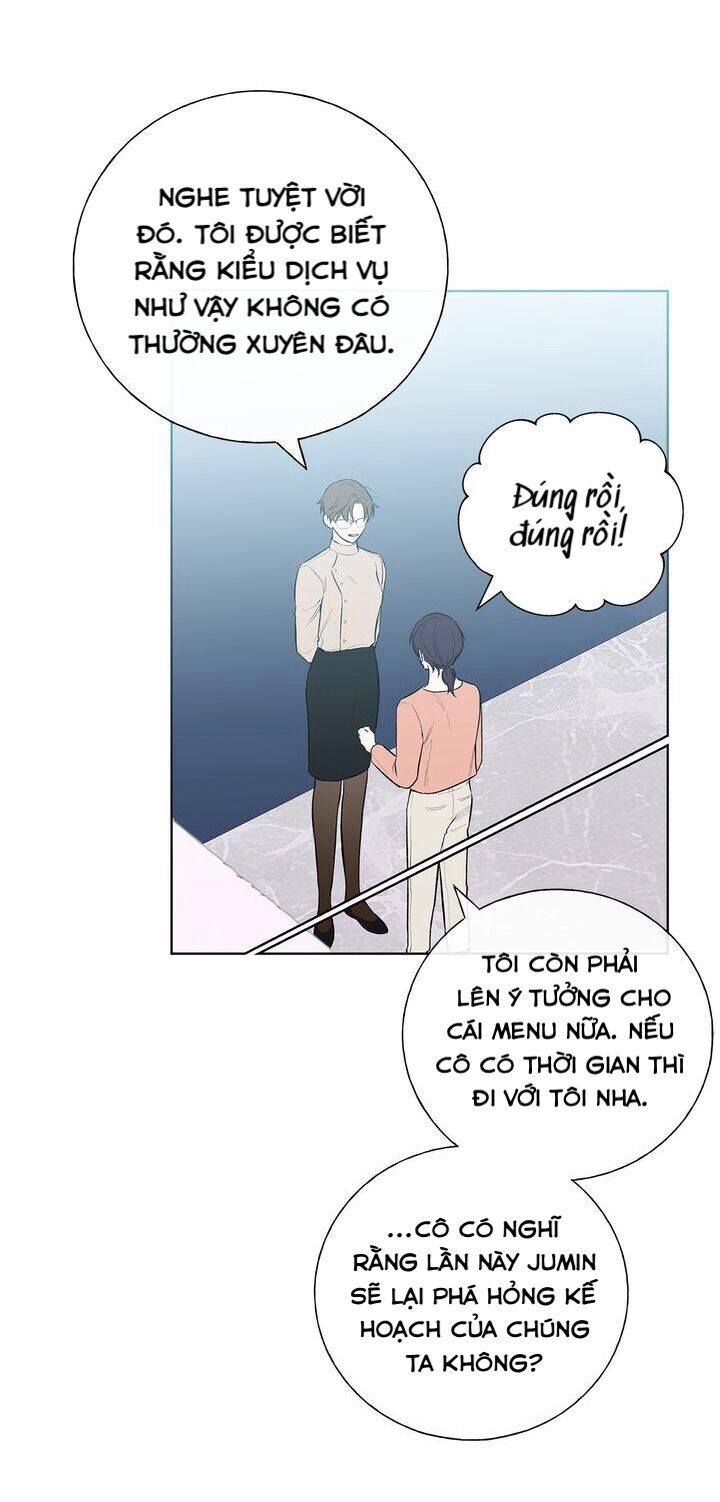 NGHE TUYỆT VỜI
ĐÓ. TÔI ĐƯỢC BIẾT
RẰNG KIỂU DỊCH VỤ
NHƯ VẬY KHÔNG CÓ
THƯỜNG XUYÊN ĐÂU.
Đúng rồi,
đúng rồi!
TÔI CÒN PHẢI
LÊN Ý TƯỞNG CHO
CÁI MENU NỮA. NẾU
CÔ CÓ THỜI GIAN THÌ
ĐI VỚI TÔI NHA.
...CÔ CÓ NGHĨ
RẰNG LẦN NÀY JUMIN
SẼ LẠI PHÁ HỎNG KẾ
HOẠCH CỦA CHÚNG
TA KHÔNG?